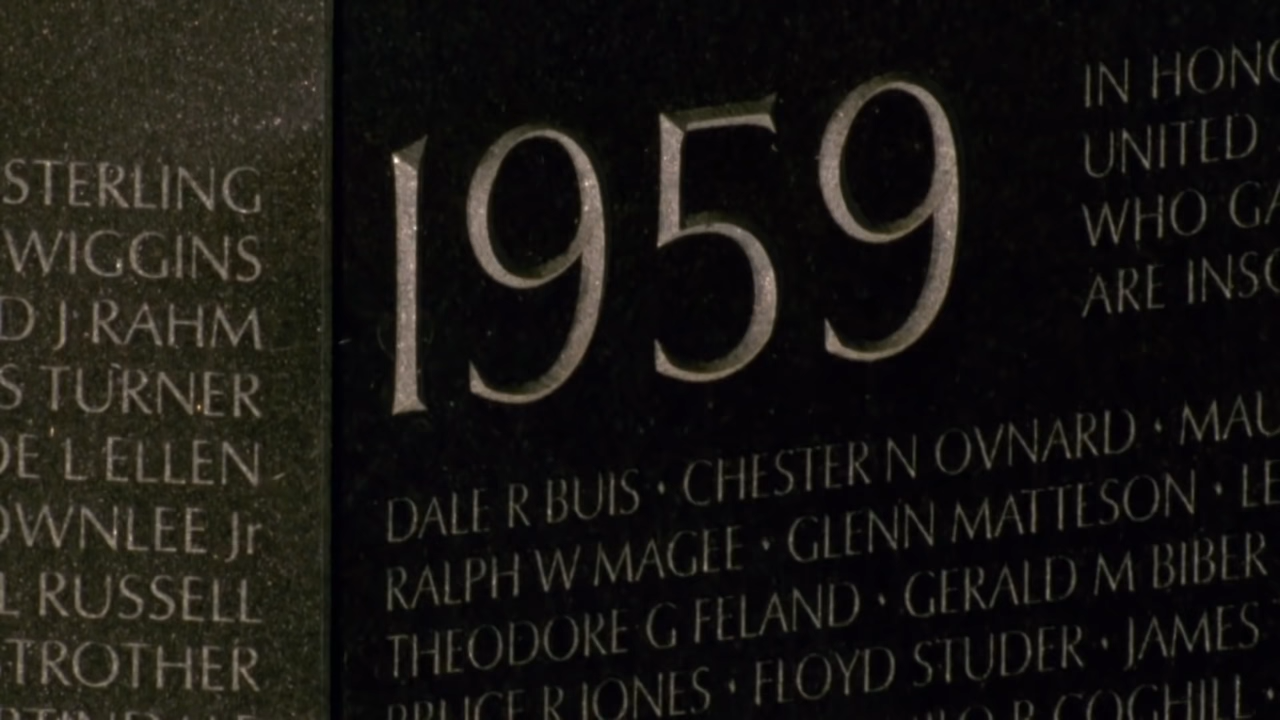 STERLING
WIGGINS
D J RAHM
S TURNER
DE L ELLEN
OWNLEE Jr
L RUSSELL
TROTHER
1959
IN HONO
UNITED
WHO GA
ARE INSC
DALE R BUIS · CHESTER N OVNARD · MAU
RALPH W MAGEE · GLENN MATTESON · LE
THEODORE G FELAND · GERALD M BIBER
BRUCE R JONES · FLOYD STUDER · JAMES
R COGHILL ·